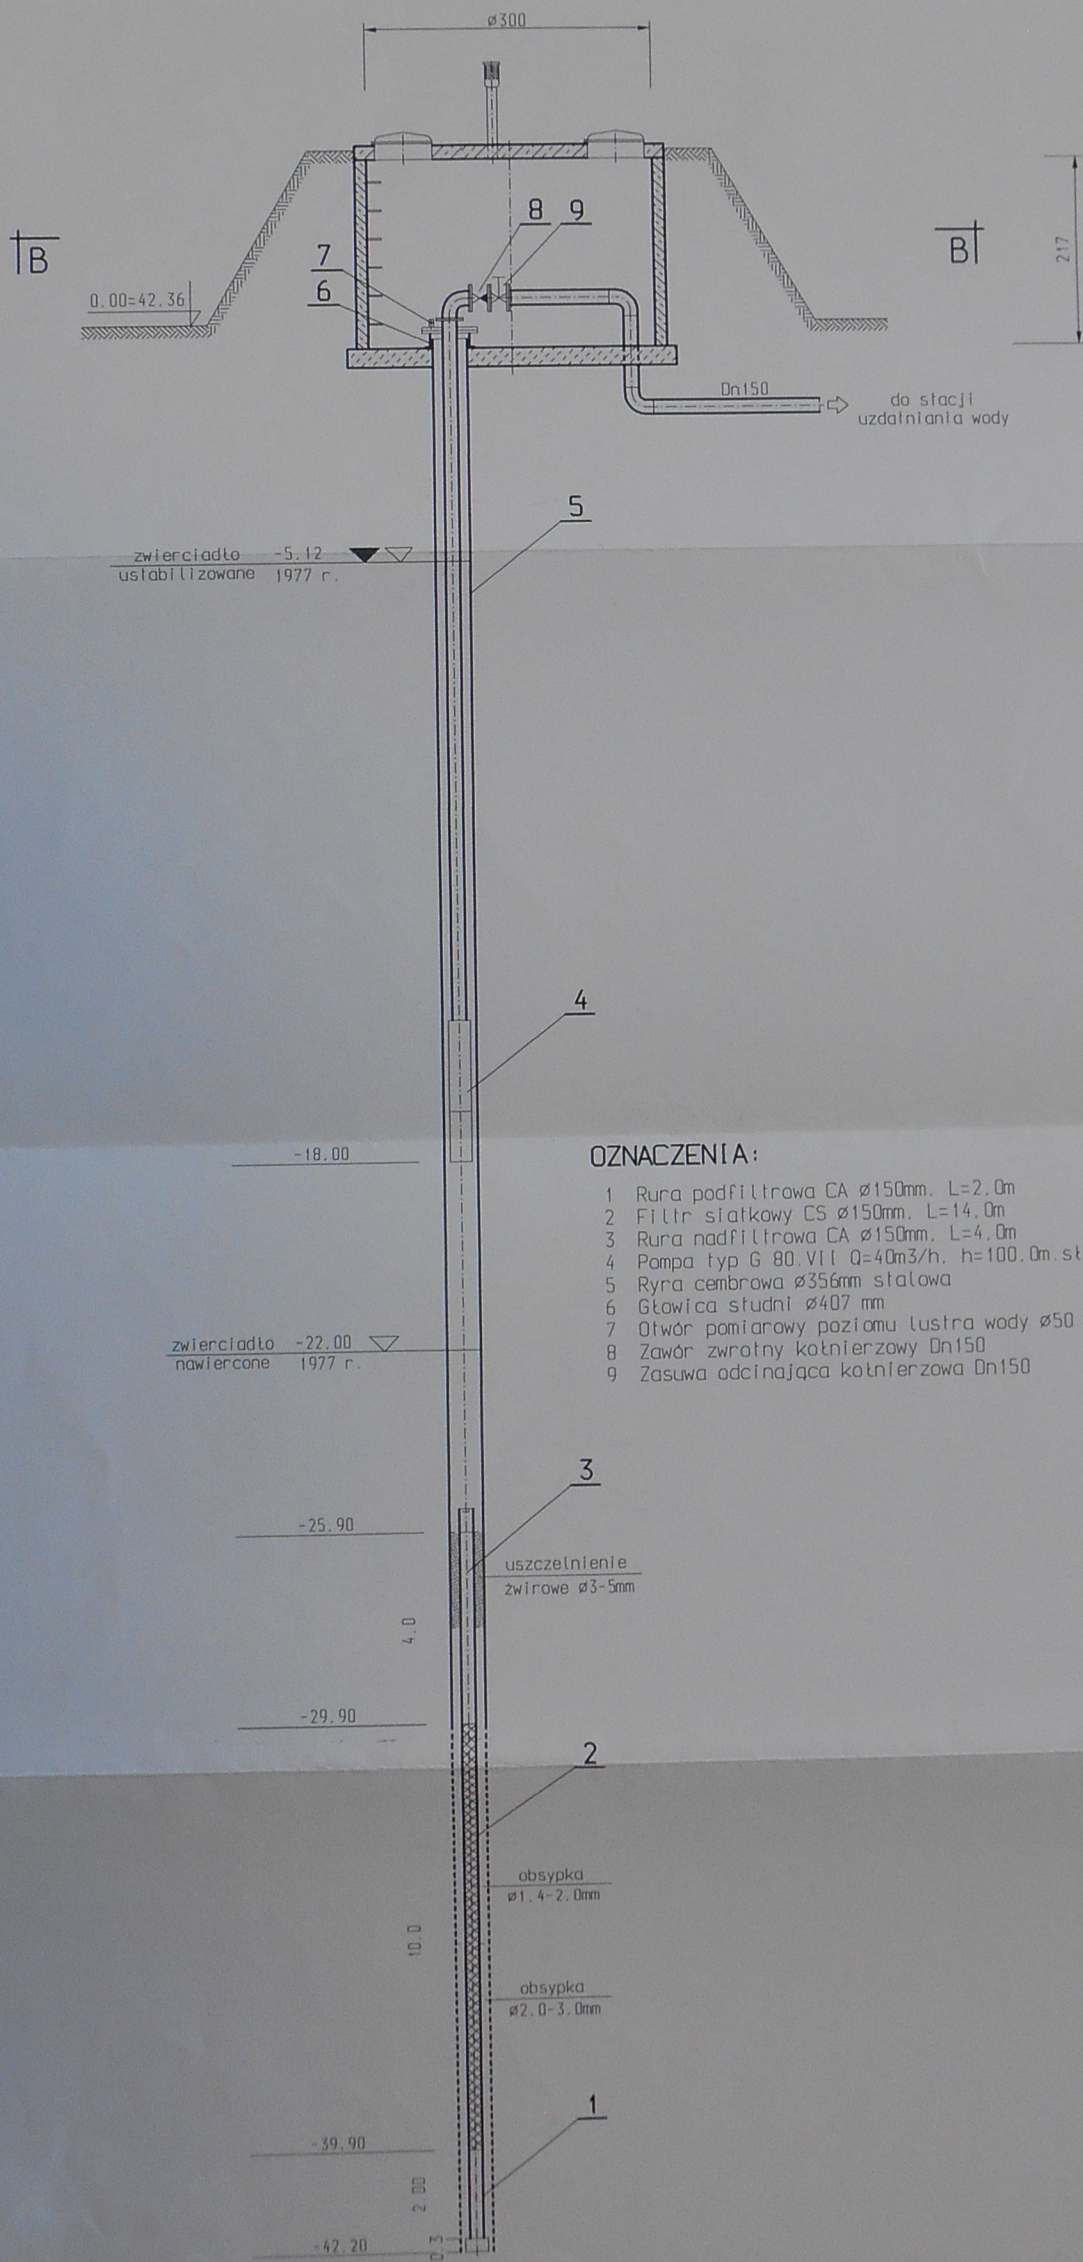 ø300
8 9
B B
7
217
6
0.00=42.36
Dn150
do stacji
uzdatniania wody
5
zwierciadło -5.12
ustabilizowane 1977 r.
4
-18.00
OZNACZENIA:
1 Rura podfiltrowa CA ø150mm. L=2.0m
2 Filtr siatkowy CS ø150mm. L=14.0m
3 Rura nadfiltrowa CA ø150mm. L=4.0m
4 Pompa typ G 80.VII Q=40m3/h. h=100.0m.sł
5 Ryra cembrowa ø356mm stalowa
6 Głowica studni ø407 mm
7 Otwór pomiarowy poziomu lustra wody ø50
8 Zawór zwrotny kołnierzowy Dn150
9 Zasuwa odcinająca kołnierzowa Dn150
zwierciadło -22.00
nawiercone 1977 r.
3
-25.90
uszczelnienie
żwirowe ø3-5mm
4.0
-29.90
2
obsypka
ø1.4-2.0mm
10.0
obsypka
ø2.0-3.0mm
1
-39.90
2.00
0.3
-42.20